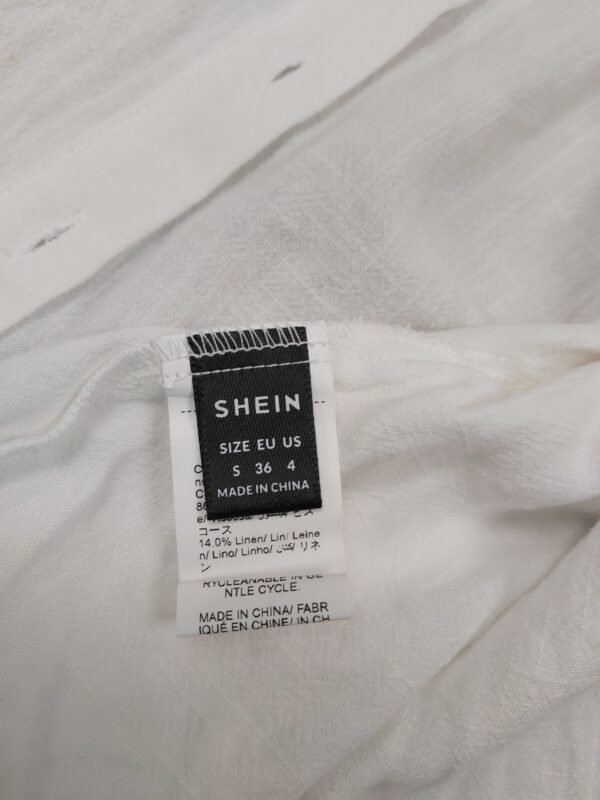 SHEIN
SIZE EU US
S 36 4
MADE IN CHINA
コース
14.0% Linen/ Lin/ Leine
n/ Lino/ Linho/ كتان/ リネ
ン
NTLE CYCLE.
MADE IN CHINA/ FABR
IQUÉ EN CHINE/ IN CH